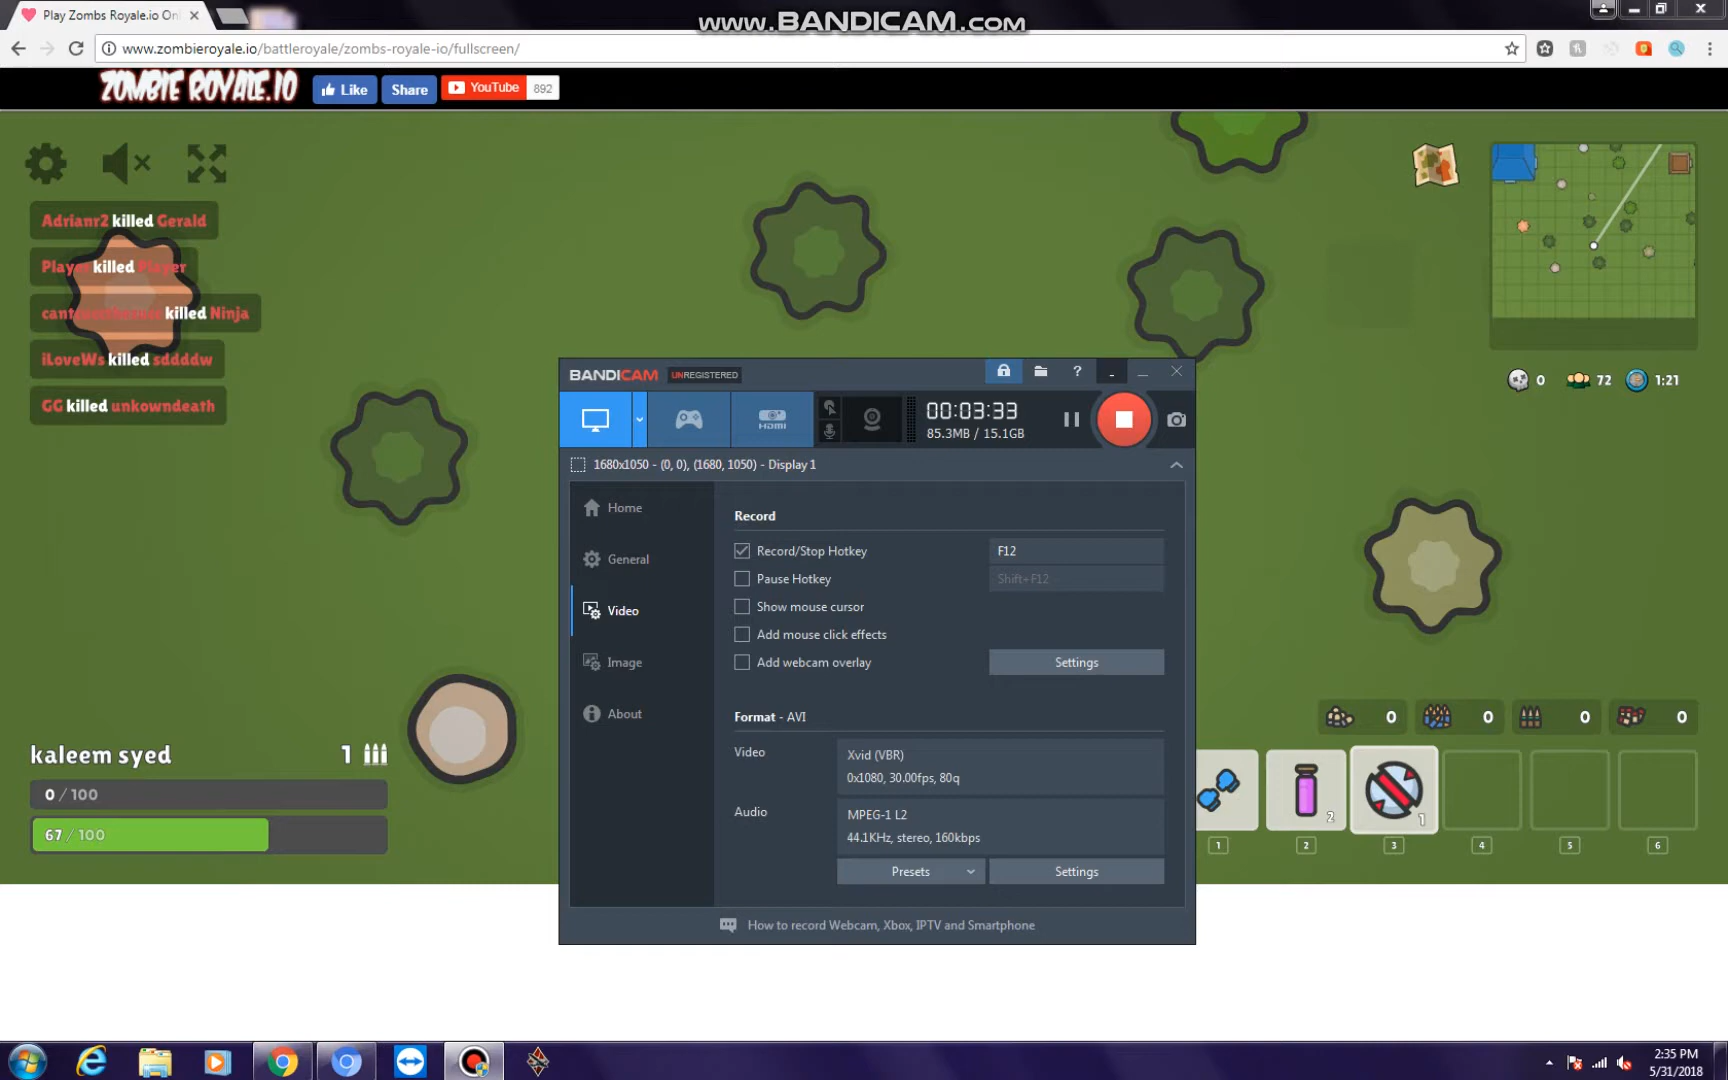 Play Zombs Royale.io Onl
www.BANDICAM.com
www.zombieroyale.io/battleroyale/zombs-royale-io/fullscreen/
ZOMBIE ROYALE.IO
Like
Share
YouTube
892
Adrianr2 killed Gerald
Player killed Player
killed Ninja
iLoveWs killed sddddw
GG killed unkowndeath
0
72
1:21
BANDICAM
UNREGISTERED
?
HDMI
00:03:33
85.3MB / 15.1GB
1680x1050 - (0, 0), (1680, 1050) - Display 1
Home
General
Video
Image
About
Record
Record/Stop Hotkey
F12
Pause Hotkey
Shift+F12
Show mouse cursor
Add mouse click effects
Add webcam overlay
Settings
Format - AVI
Video
Xvid (VBR)
0x1080, 30.00fps, 80q
Audio
MPEG-1 L2
44.1KHz, stereo, 160kbps
Presets
Settings
How to record Webcam, Xbox, IPTV and Smartphone
kaleem syed
1
0 / 100
67 / 100
0
0
0
0
2
1
1
2
3
4
5
6
2:35 PM
5/31/2018